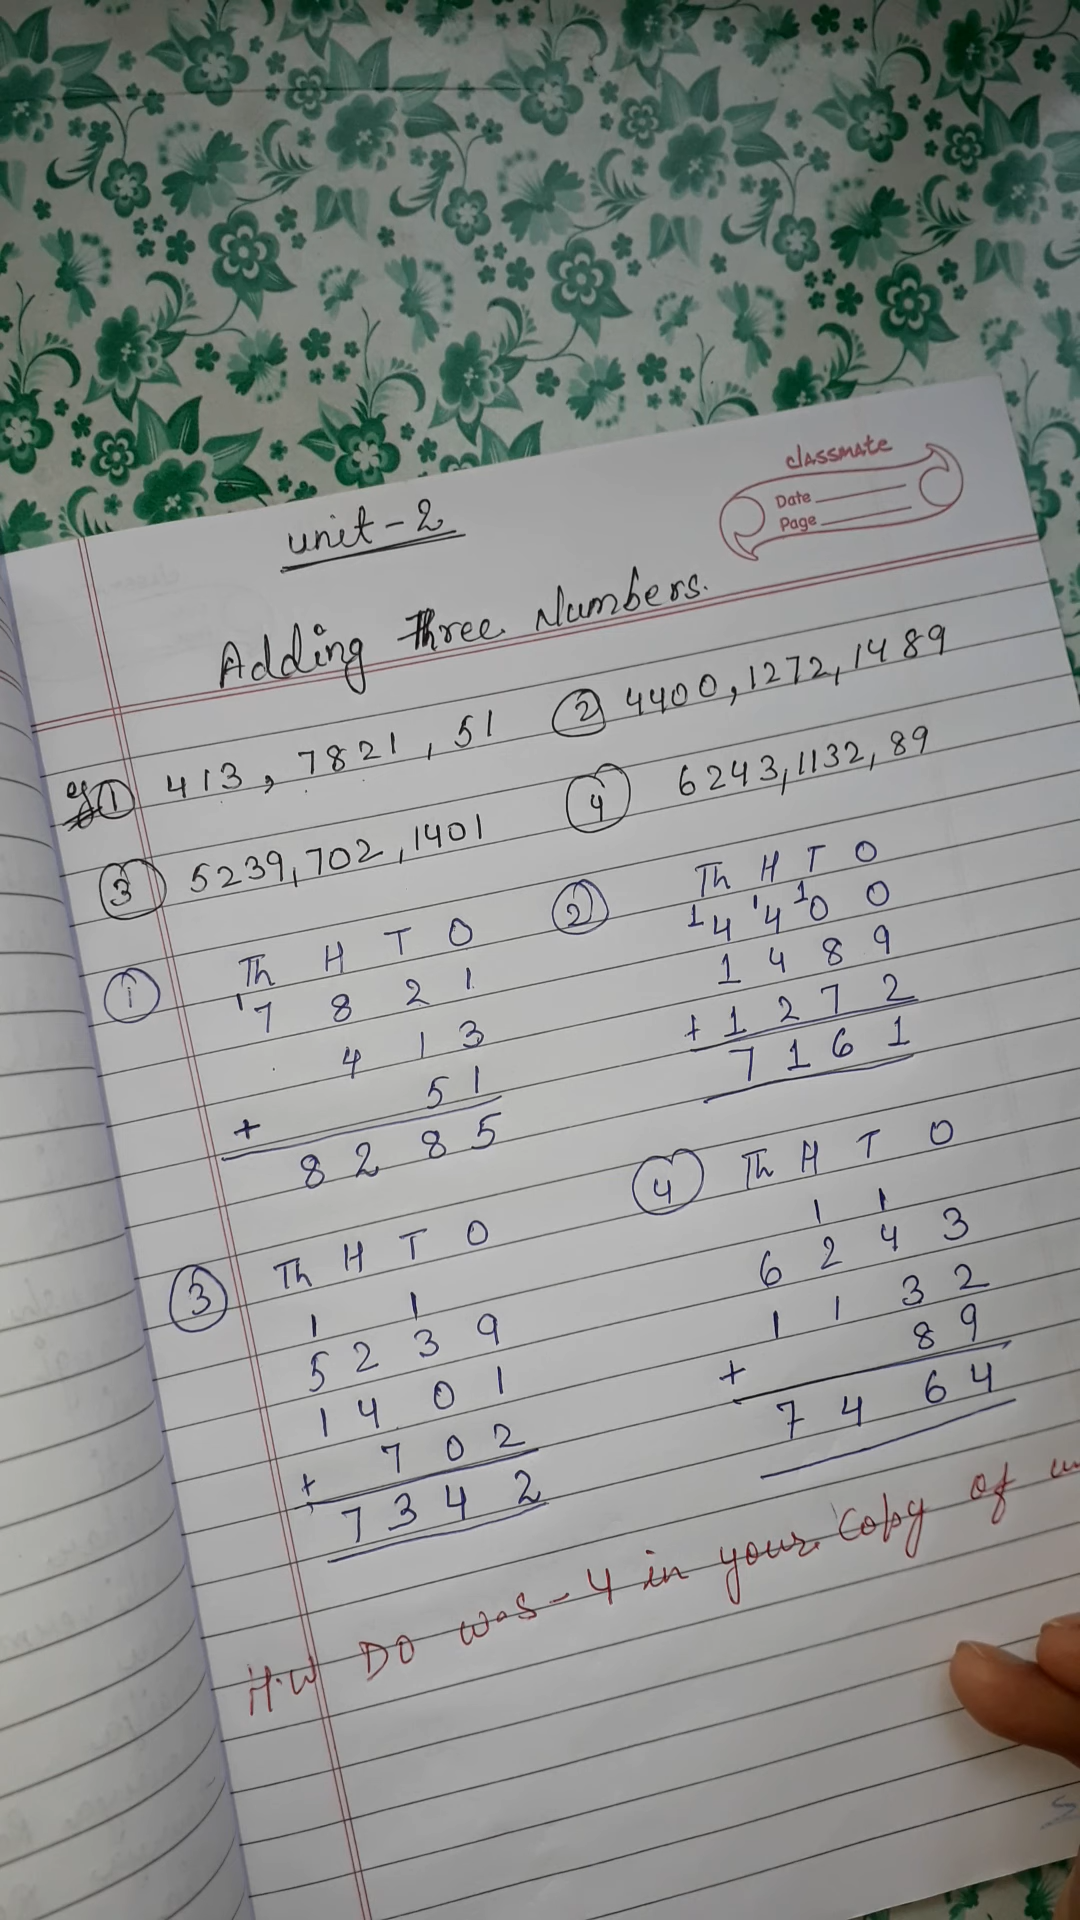 classmate
Date
Page
unit-2
Adding Three Numbers.
eg① 413, 7821, 51 ② 4400, 1272, 1489
③ 5239, 702, 1401 ④ 6243, 1132, 89
① Th H T O
1 7 8 2 1
4 1 3
+ 5 1
8 2 8 5
② Th H T O
1 4 1 4 1 0 0
1 4 8 9
+ 1 2 7 2
7 1 6 1
③ Th H T O
1 1
5 2 3 9
1 4 0 1
+ 7 0 2
7 3 4 2
④ Th H T O
1 1
6 2 4 3
1 1 3 2
+ 8 9
7 4 6 4
H.W DO was-4 in your copy of